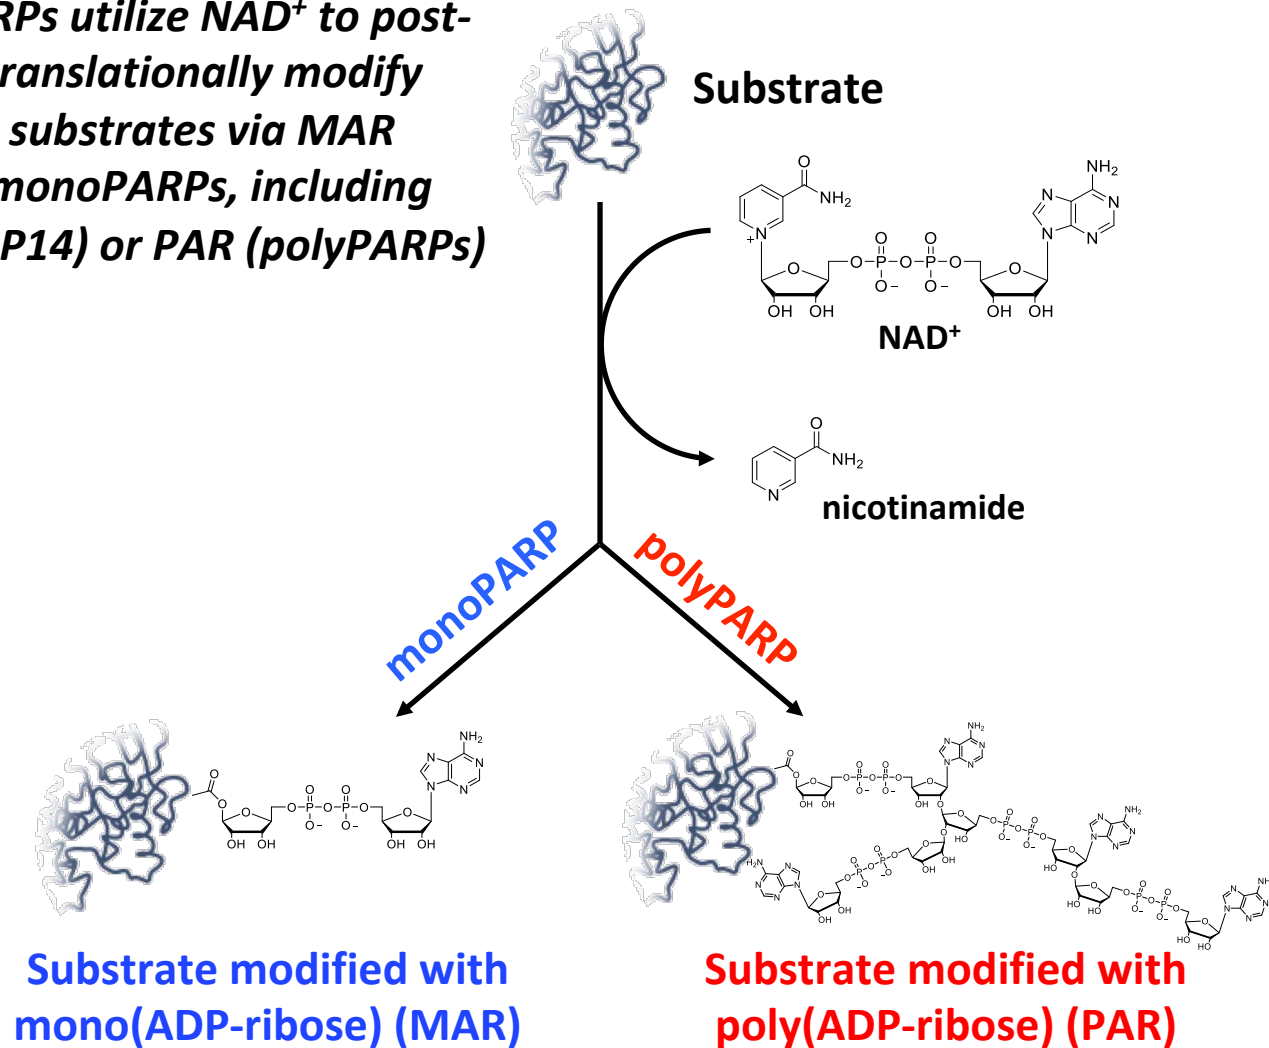 RPs utilize NAD+ to post-
ranslationally modify
substrates via MAR
monoPARPs, including
P14) or PAR (polyPARPs)
Substrate
O
NH2
N
+
O
O
O
P
O
P
O
O
O−
O−
OH
OH
O
OH
OH
NH2
N
N
N
N
NAD+
O
NH2
N
nicotinamide
monoPARP
polyPARP
Substrate modified with
mono(ADP-ribose) (MAR)
Substrate modified with
poly(ADP-ribose) (PAR)